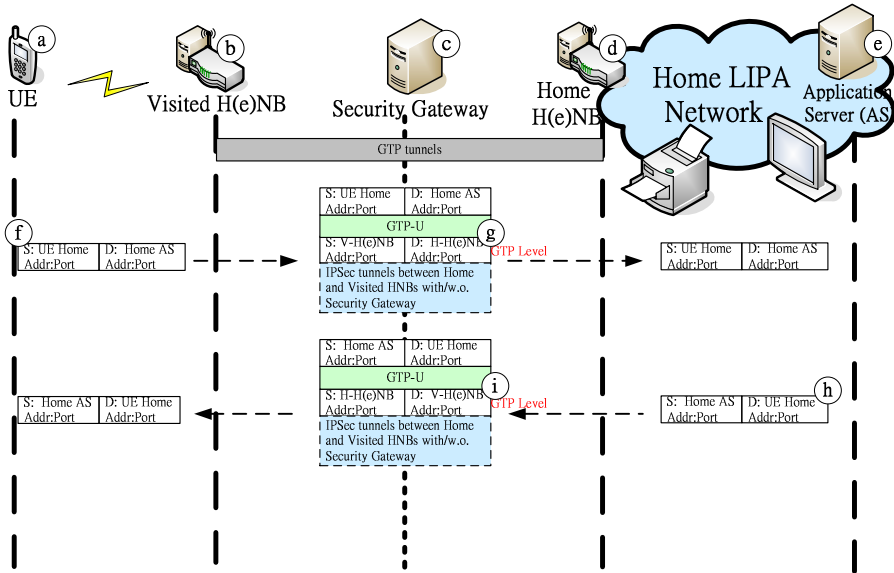 a
b
c
d
e
UE
Visited H(e)NB
Security Gateway
Home
H(e)NB
Home LIPA
Network
Application
Server (AS
GTP tunnels
S: UE Home
Addr:Port
D: Home AS
Addr:Port
GTP-U
f
g
S: UE Home
Addr:Port
D: Home AS
Addr:Port
S: V-H(e)NB
Addr:Port
D: H-H(e)NB
Addr:Port
GTP Level
S: UE Home
Addr:Port
D: Home AS
Addr:Port
IPSec tunnels between Home
and Visited HNBs with/w.o.
Security Gateway
S: Home AS
Addr:Port
D: UE Home
Addr:Port
GTP-U
i
h
S: Home AS
Addr:Port
D: UE Home
Addr:Port
S: H-H(e)NB
Addr:Port
D: V-H(e)NB
Addr:Port
GTP Level
S: Home AS
Addr:Port
D: UE Home
Addr:Port
IPSec tunnels between Home
and Visited HNBs with/w.o.
Security Gateway